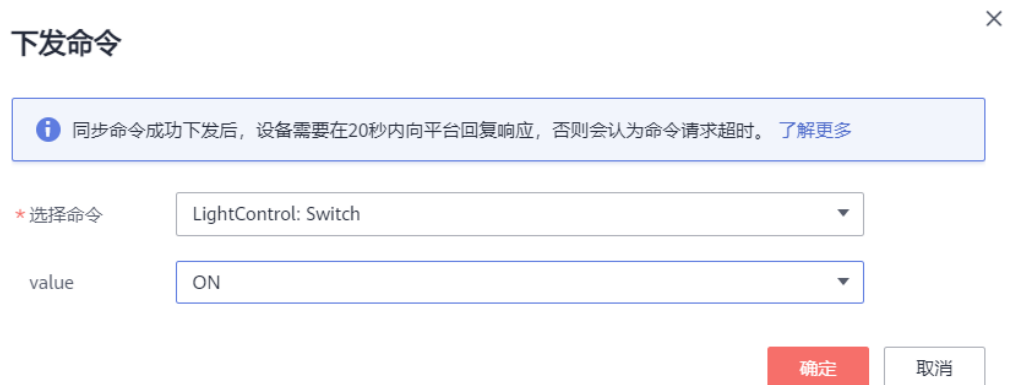 下发命令
同步命令成功下发后，设备需要在20秒内向平台回复响应，否则会认为命令请求超时。 了解更多
* 选择命令 LightControl: Switch
value ON
确定 取消